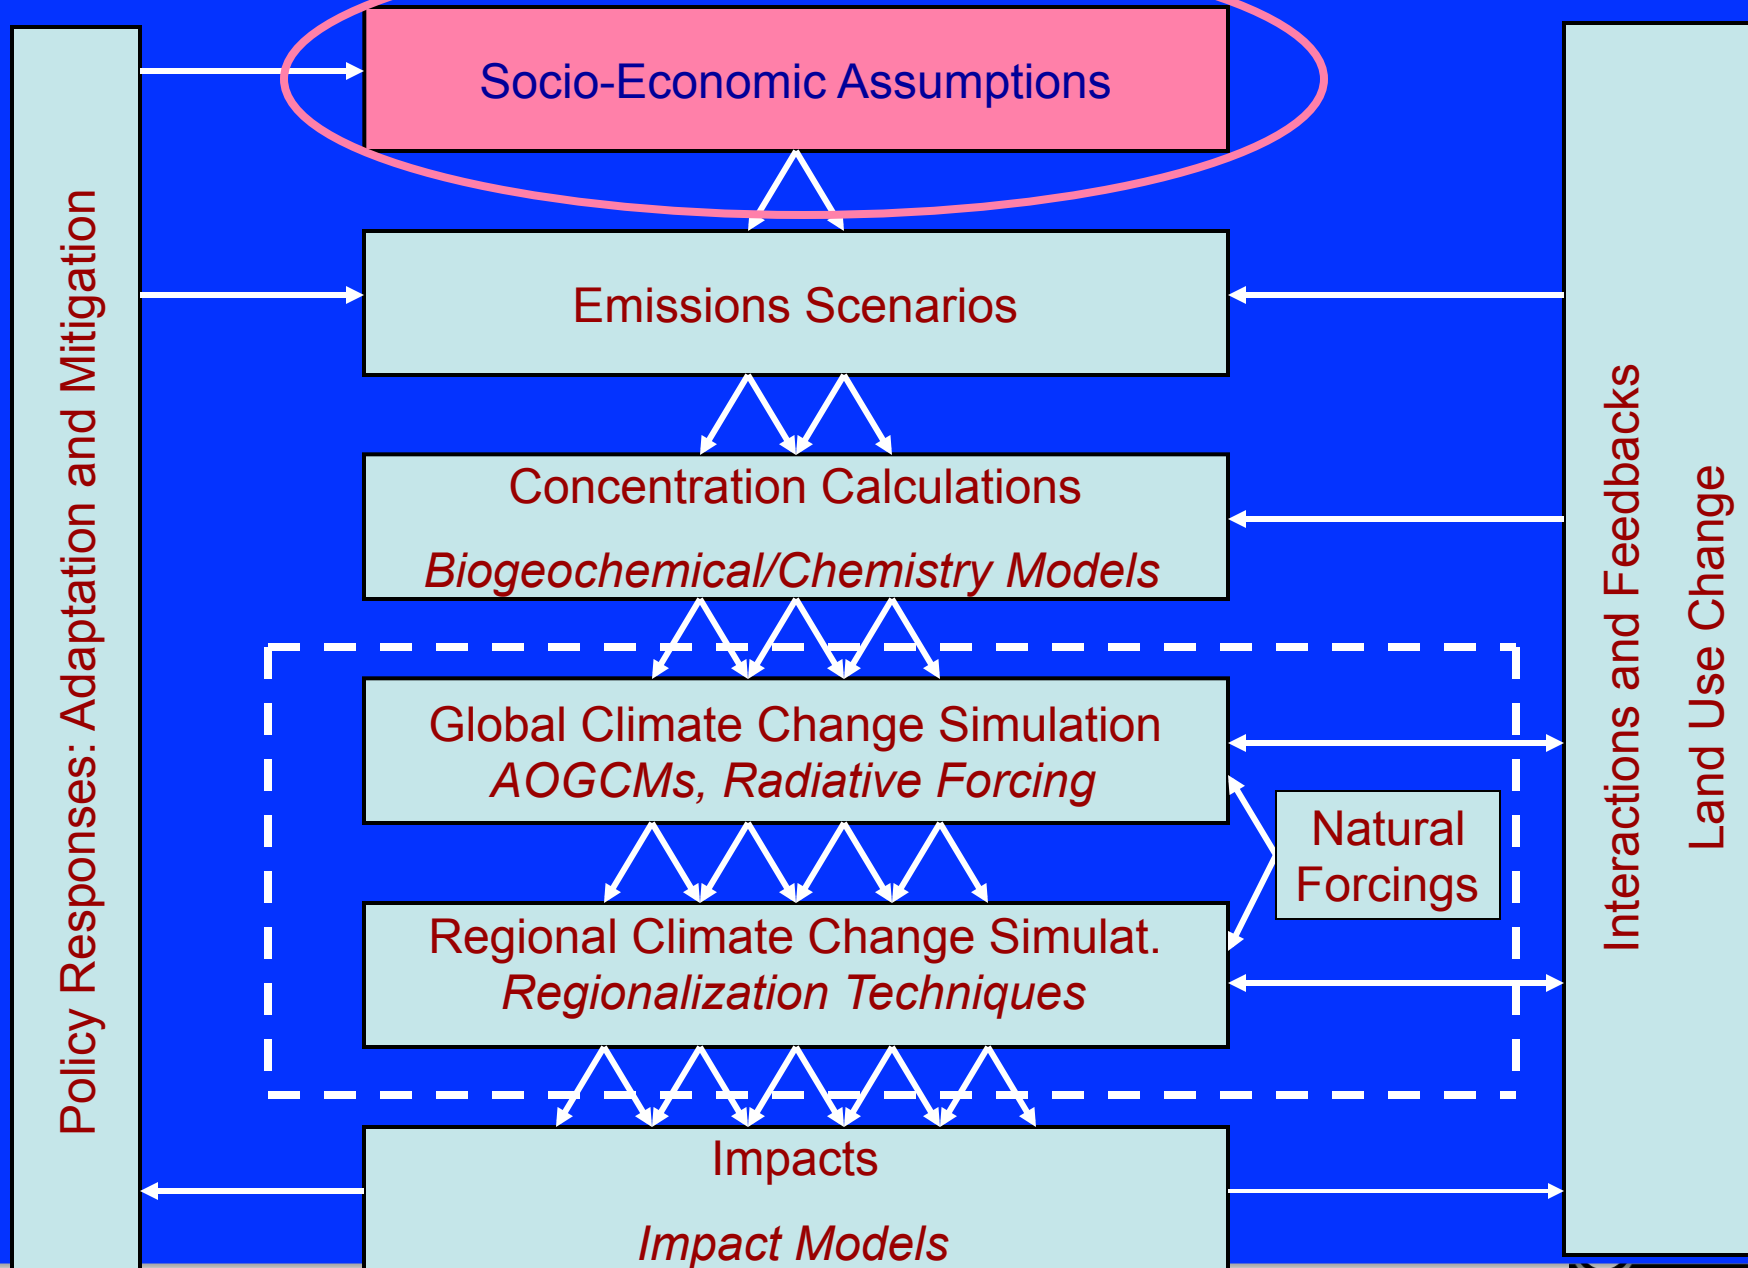 Socio-Economic Assumptions
Policy Responses: Adaptation and Mitigation
Emissions Scenarios
Concentration Calculations
Biogeochemical/Chemistry Models
Global Climate Change Simulation
AOGCMs, Radiative Forcing
Natural
Forcings
Regional Climate Change Simulat.
Regionalization Techniques
Impacts
Impact Models
Interactions and Feedbacks
Land Use Change